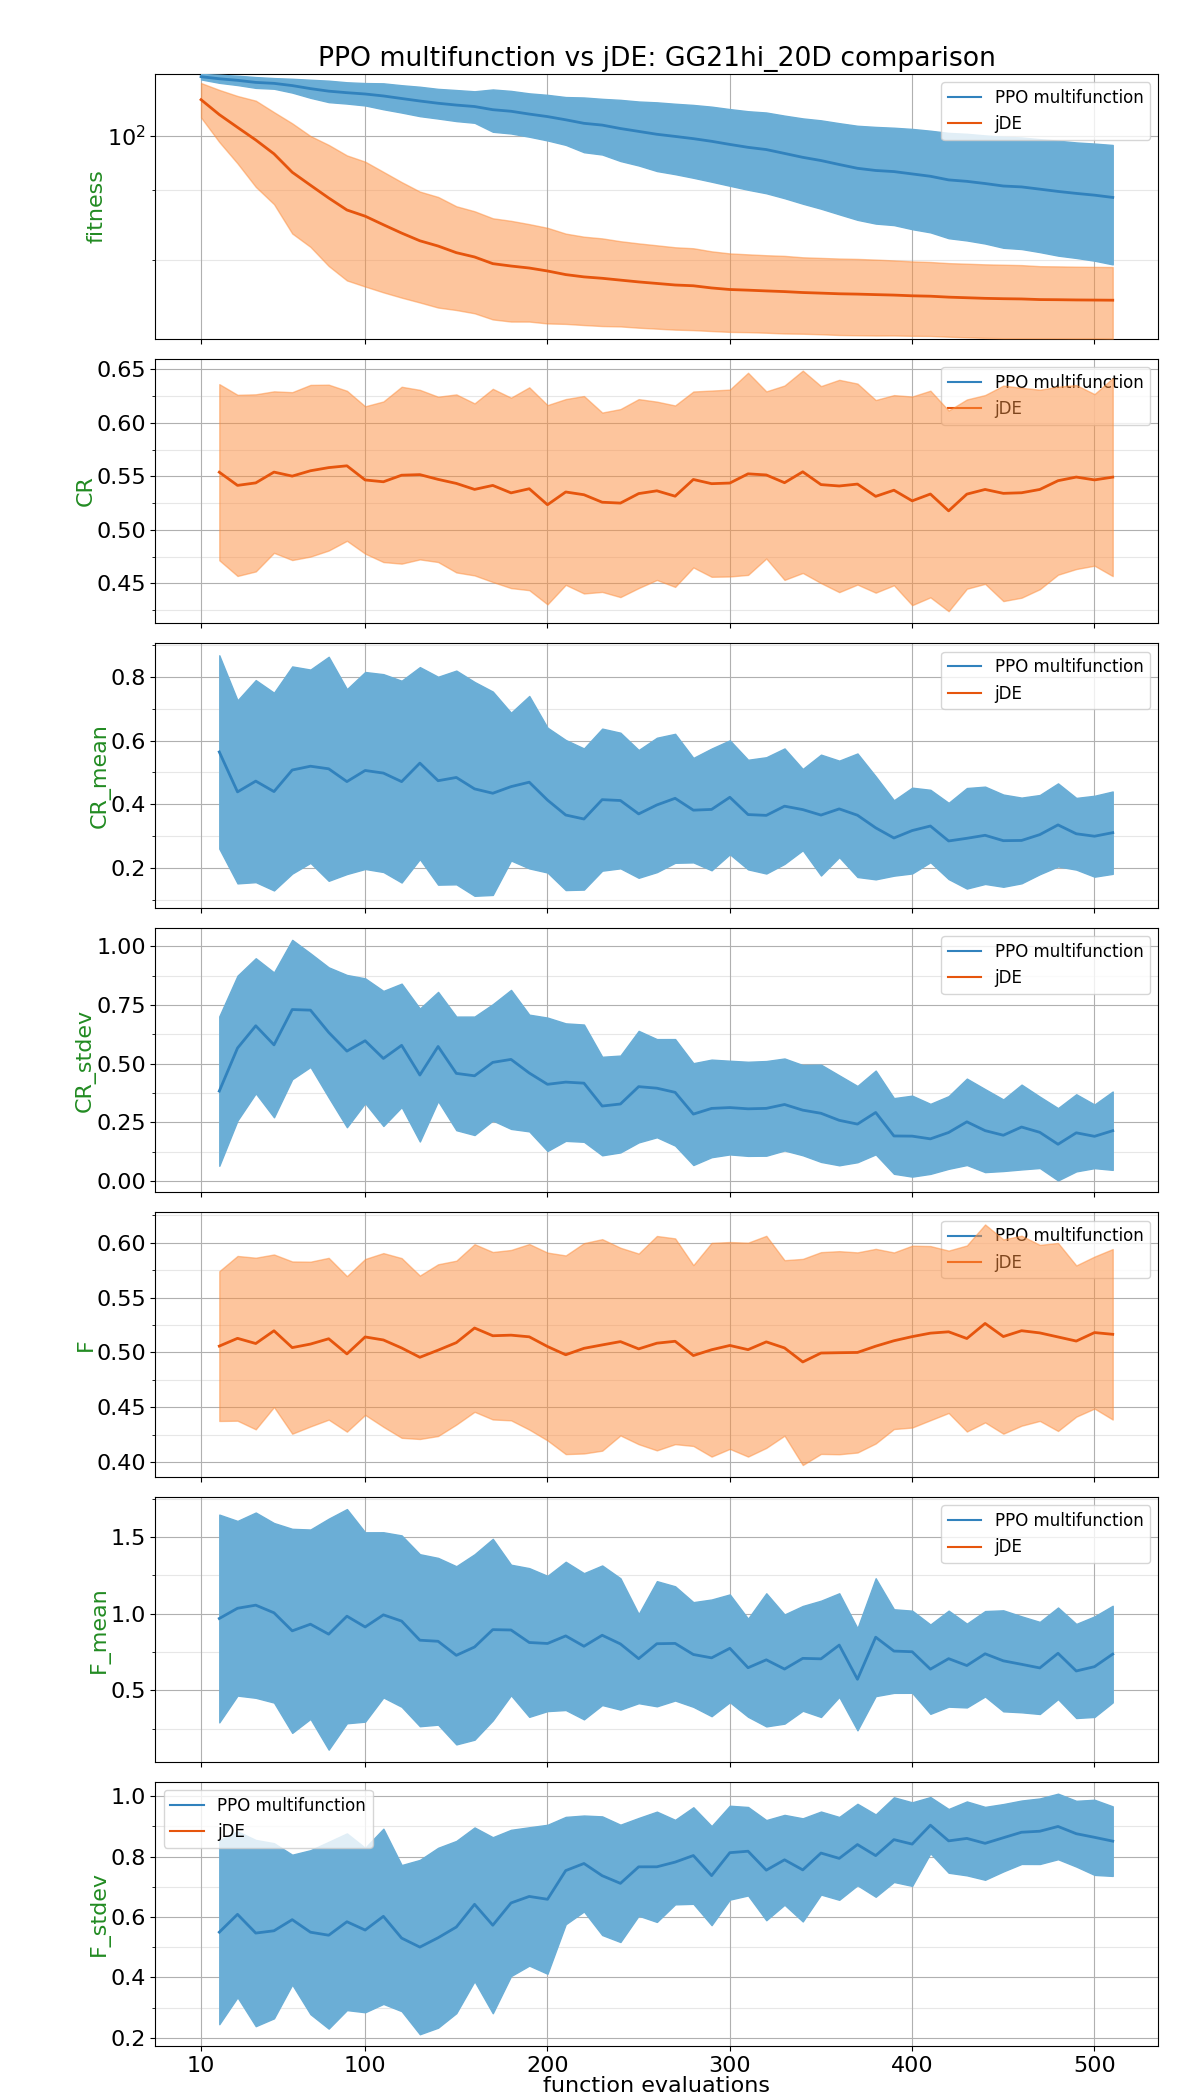 PPO multifunction vs jDE: GG21hi_20D comparison
10²
fitness
PPO multifunction
jDE
0.65
0.60
0.55
0.50
0.45
CR
PPO multifunction
jDE
0.8
0.6
0.4
0.2
CR_mean
PPO multifunction
jDE
1.00
0.75
0.50
0.25
0.00
CR_stdev
PPO multifunction
jDE
0.60
0.55
0.50
0.45
0.40
F
PPO multifunction
jDE
1.5
1.0
0.5
F_mean
PPO multifunction
jDE
1.0
0.8
0.6
0.4
0.2
F_stdev
PPO multifunction
jDE
10 100 200 300 400 500
function evaluations